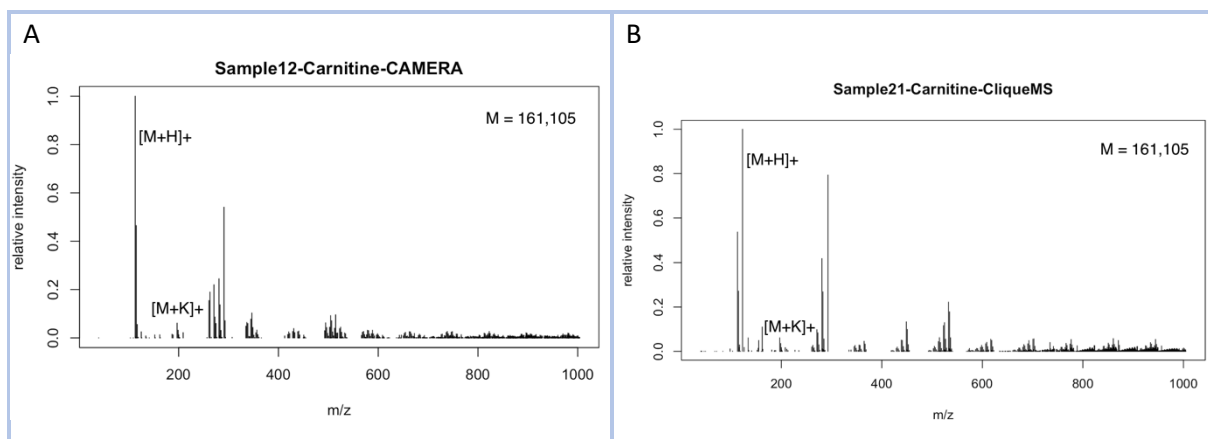 A
Sample12-Carnitine-CAMERA
M = 161,105
[M+H]+
[M+K]+
relative intensity
1.0
0.8
0.6
0.4
0.2
0.0
200 400 600 800 1000
m/z
B
Sample21-Carnitine-CliqueMS
M = 161,105
[M+H]+
[M+K]+
relative intensity
1.0
0.8
0.6
0.4
0.2
0.0
200 400 600 800 1000
m/z